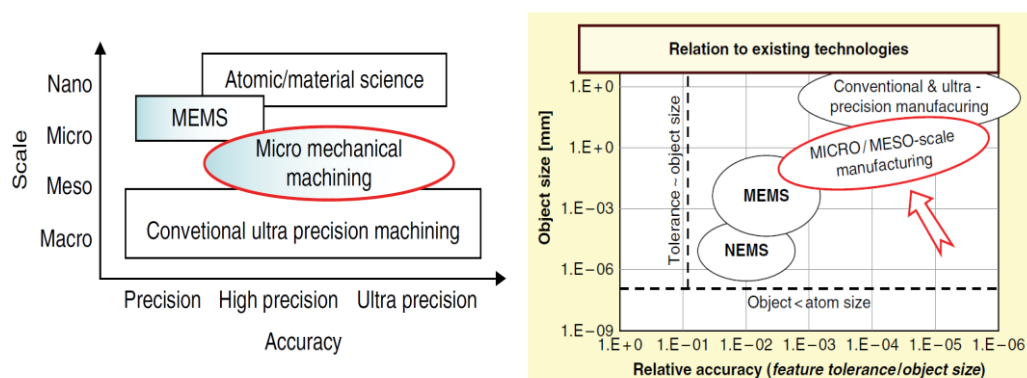 Scale
Nano
Micro
Meso
Macro
Atomic/material science
MEMS
Micro mechanical
machining
Convetional ultra precision machining
Precision
High precision
Ultra precision
Accuracy
Relation to existing technologies
Object size [mm]
1.E+0
1.E+0
1.E−03
1.E−06
1.E−09
Tolerance ~ object size
Conventional & ultra -
precision manufacuring
MICRO/MESO-scale
manufacturing
MEMS
NEMS
Object < atom size
1.E+0
1.E−01
1.E−02
1.E−03
1.E−04
1.E−05
1.E−06
Relative accuracy (feature tolerance/object size)